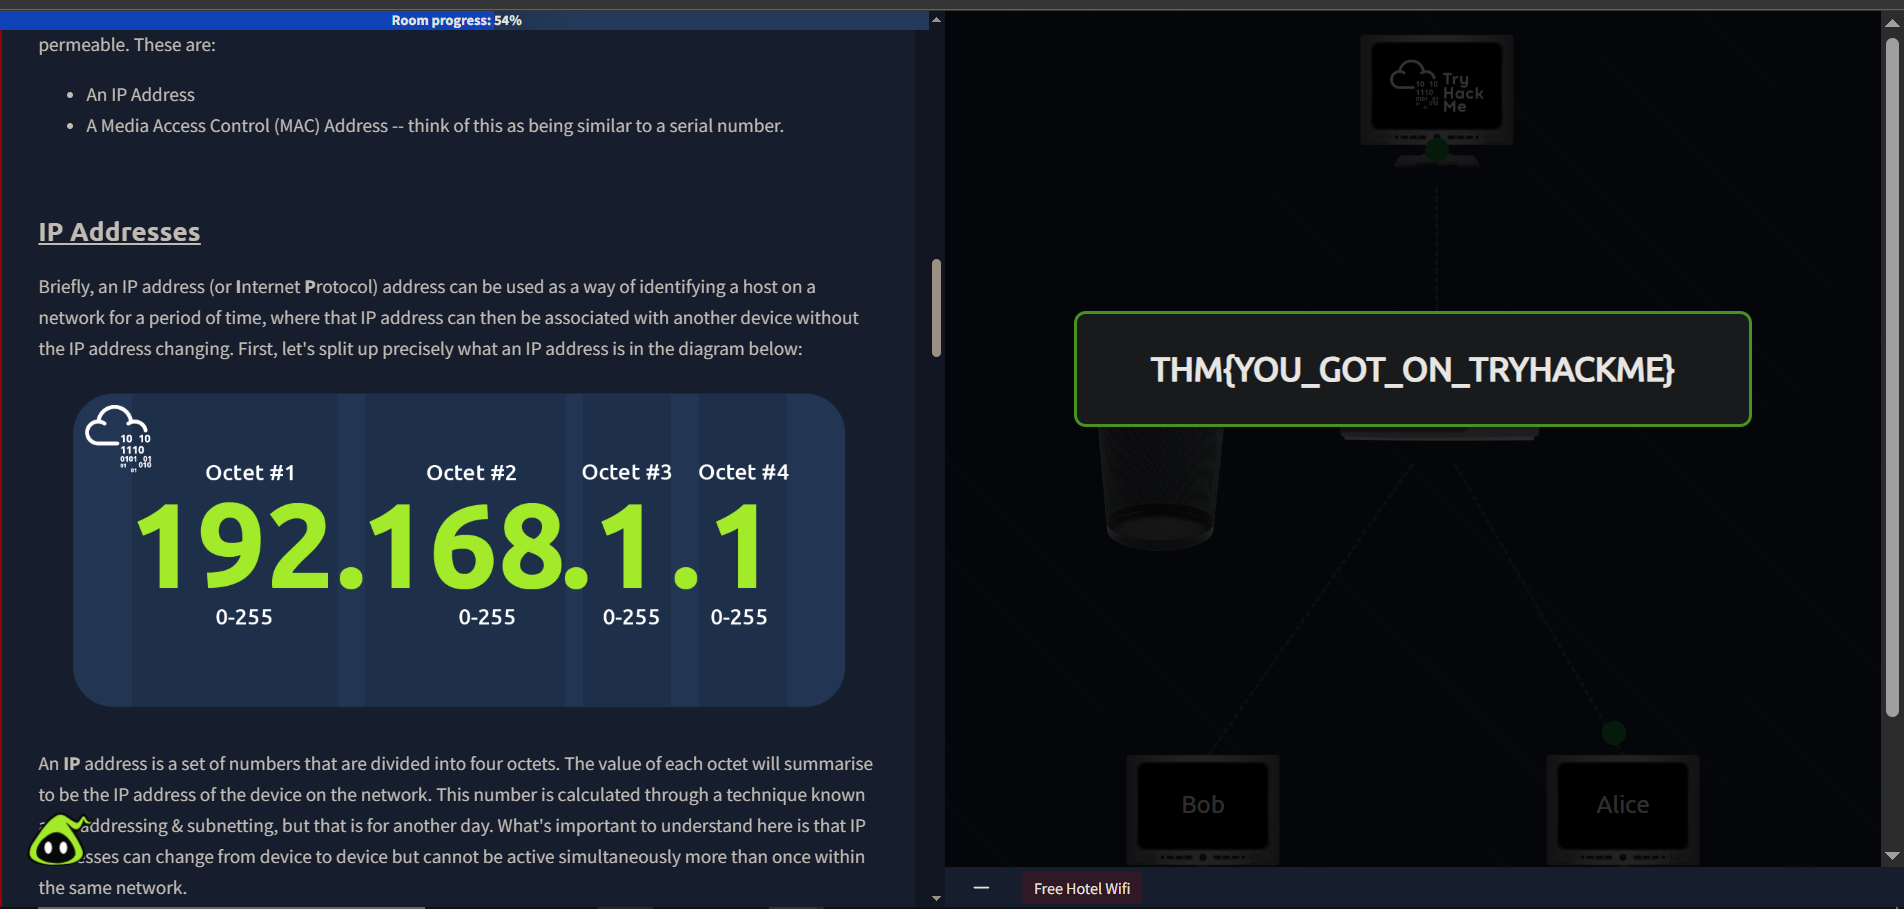 Room progress: 54%
permeable. These are:
An IP Address
A Media Access Control (MAC) Address -- think of this as being similar to a serial number.
IP Addresses
Briefly, an IP address (or Internet Protocol) address can be used as a way of identifying a host on a
network for a period of time, where that IP address can then be associated with another device without
the IP address changing. First, let's split up precisely what an IP address is in the diagram below:
10 10
1110
0101 01
01 010
01
Octet #1 Octet #2 Octet #3 Octet #4
192.168.1.1
0-255 0-255 0-255 0-255
An IP address is a set of numbers that are divided into four octets. The value of each octet will summarise
to be the IP address of the device on the network. This number is calculated through a technique known
addressing & subnetting, but that is for another day. What's important to understand here is that IP
esses can change from device to device but cannot be active simultaneously more than once within
the same network.
Try
Hack
Me
THM{YOU_GOT_ON_TRYHACKME}
Bob
Alice
Free Hotel Wifi